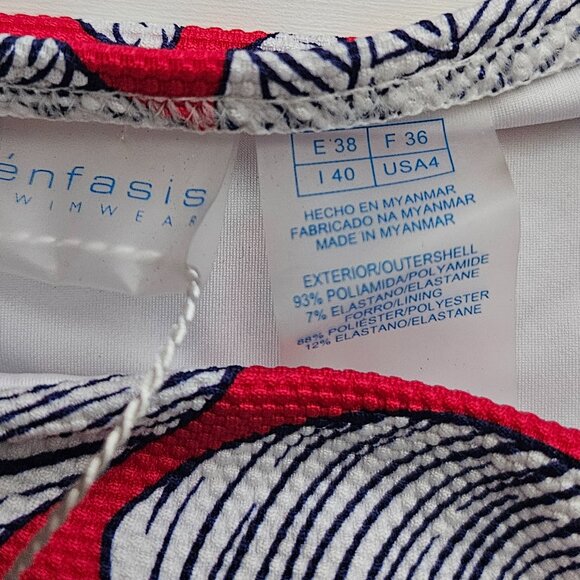 énfasis
SWIMWEAR
E 38 F 36
I 40 USA 4
HECHO EN MYANMAR
FABRICADO NA MYANMAR
MADE IN MYANMAR
EXTERIOR/OUTERSHELL
93% POLIAMIDA/POLYAMIDE
7% ELASTANO/ELASTANE
FORRO/LINING
88% POLIESTER/POLYESTER
12% ELASTANO/ELASTANE